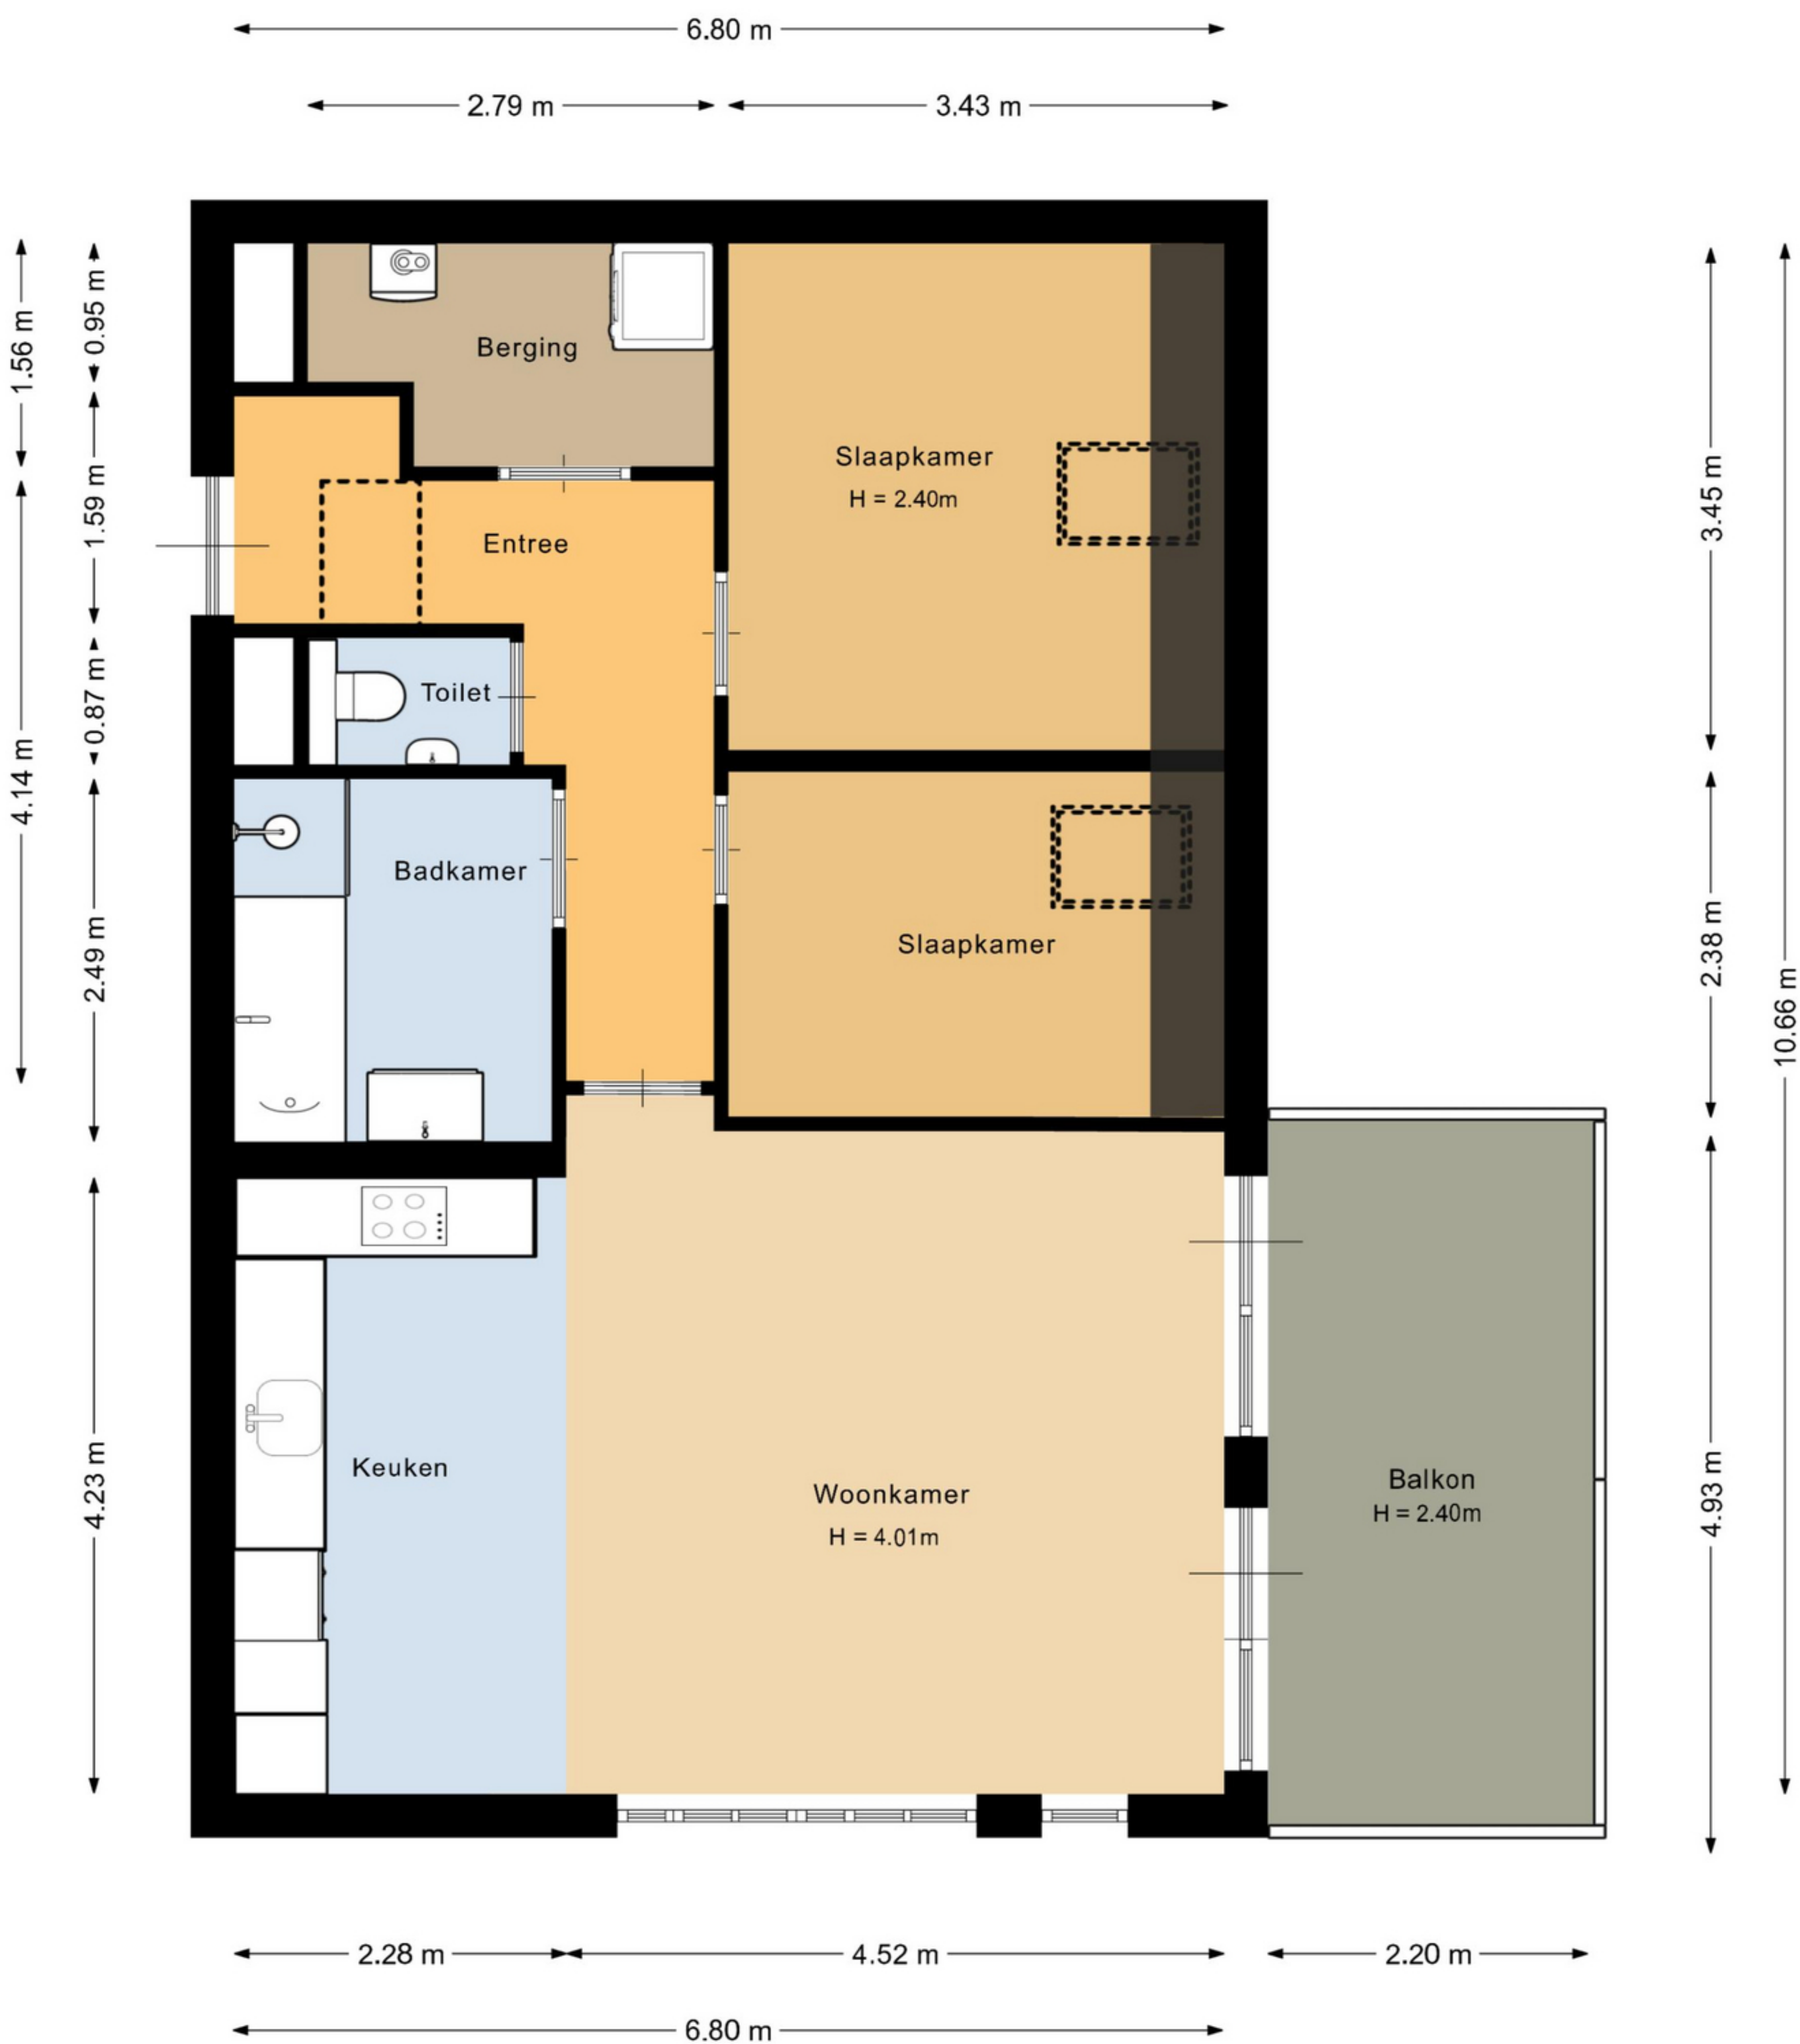 6.80 m
2.79 m
3.43 m
1.56 m
0.95 m
Berging
Slaapkamer
H = 2.40m
3.45 m
1.59 m
Entree
0.87 m
Toilet
4.14 m
Badkamer
2.49 m
Slaapkamer
2.38 m
10.66 m
4.23 m
Keuken
Woonkamer
H = 4.01m
Balkon
H = 2.40m
4.93 m
2.28 m
4.52 m
2.20 m
6.80 m